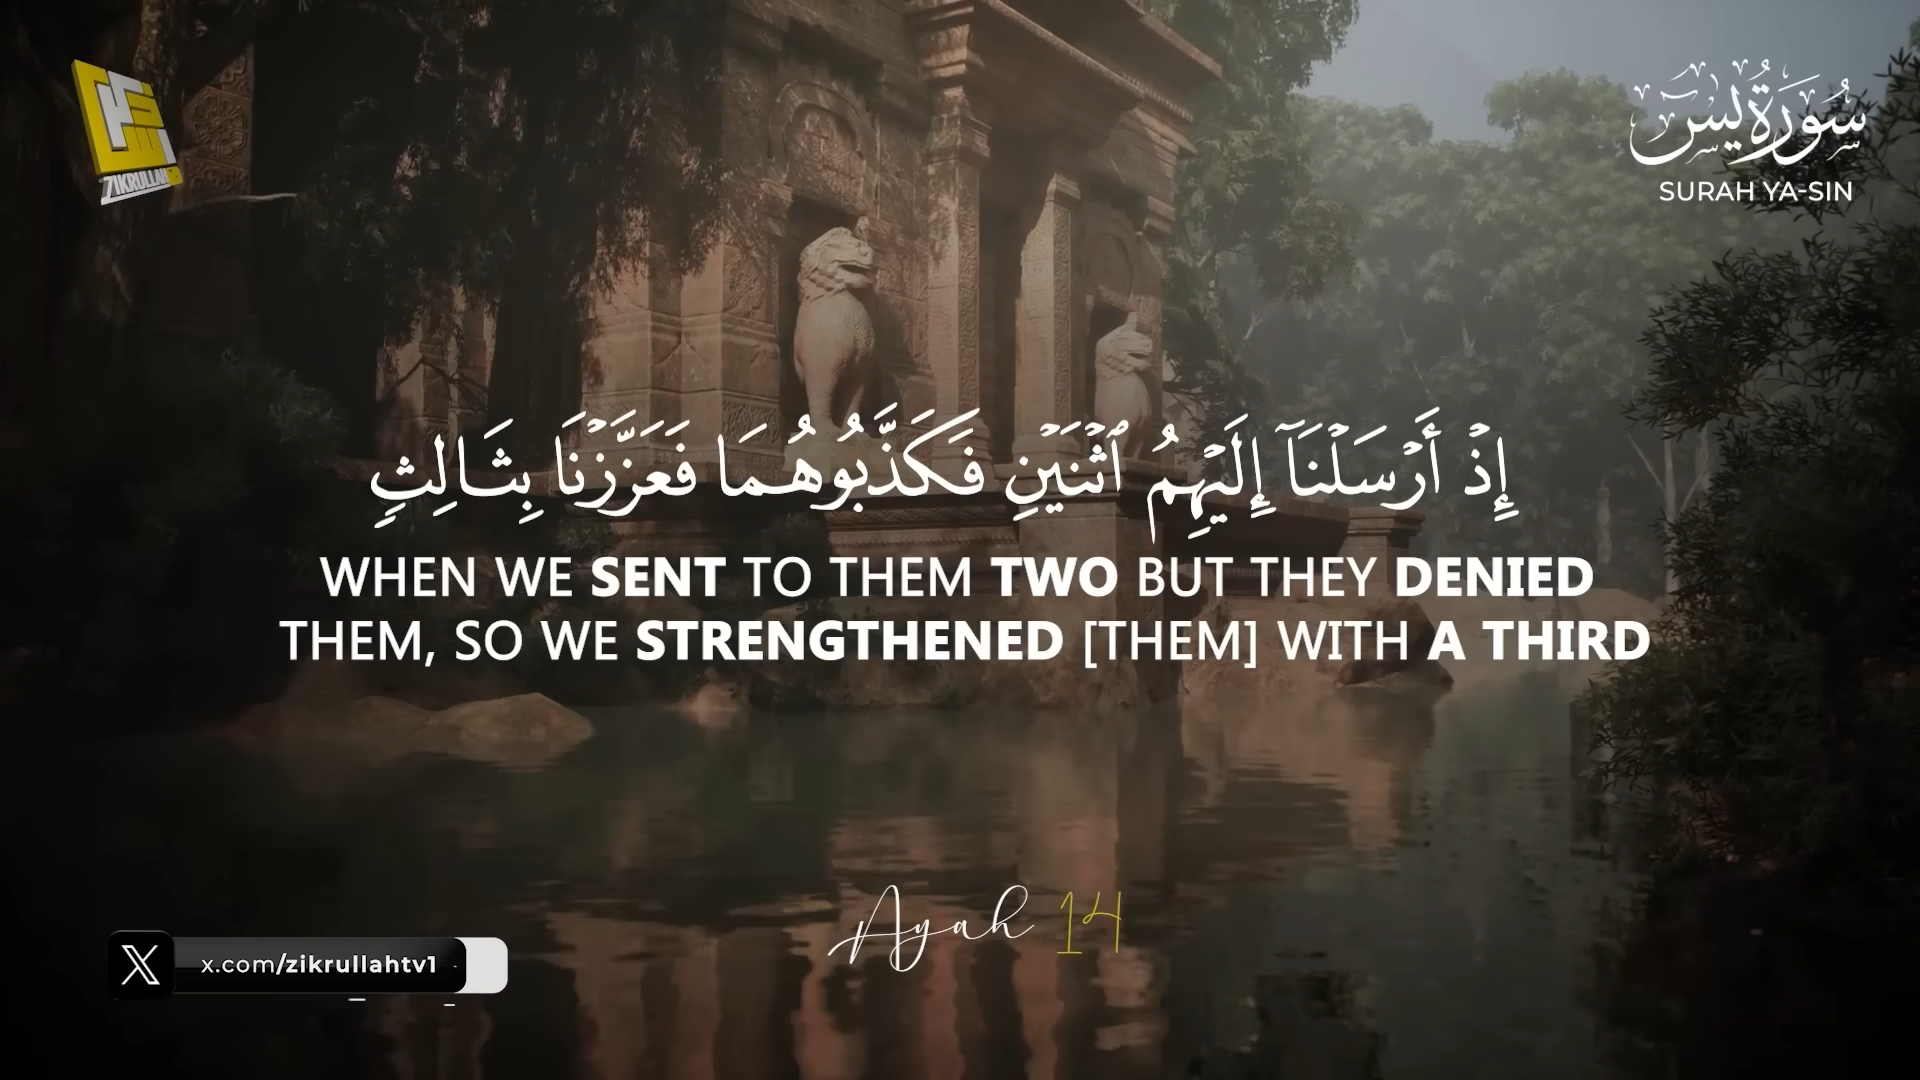 ZIKRULLAH
سُورَةُ يسٓ
SURAH YA-SIN
إِذۡ أَرۡسَلۡنَآ إِلَيۡهِمُ ٱثۡنَيۡنِ فَكَذَّبُوهُمَا فَعَزَّزۡنَا بِثَالِثٍ
WHEN WE SENT TO THEM TWO BUT THEY DENIED
THEM, SO WE STRENGTHENED [THEM] WITH A THIRD
Ayah 14
x.com/zikrullahtv1